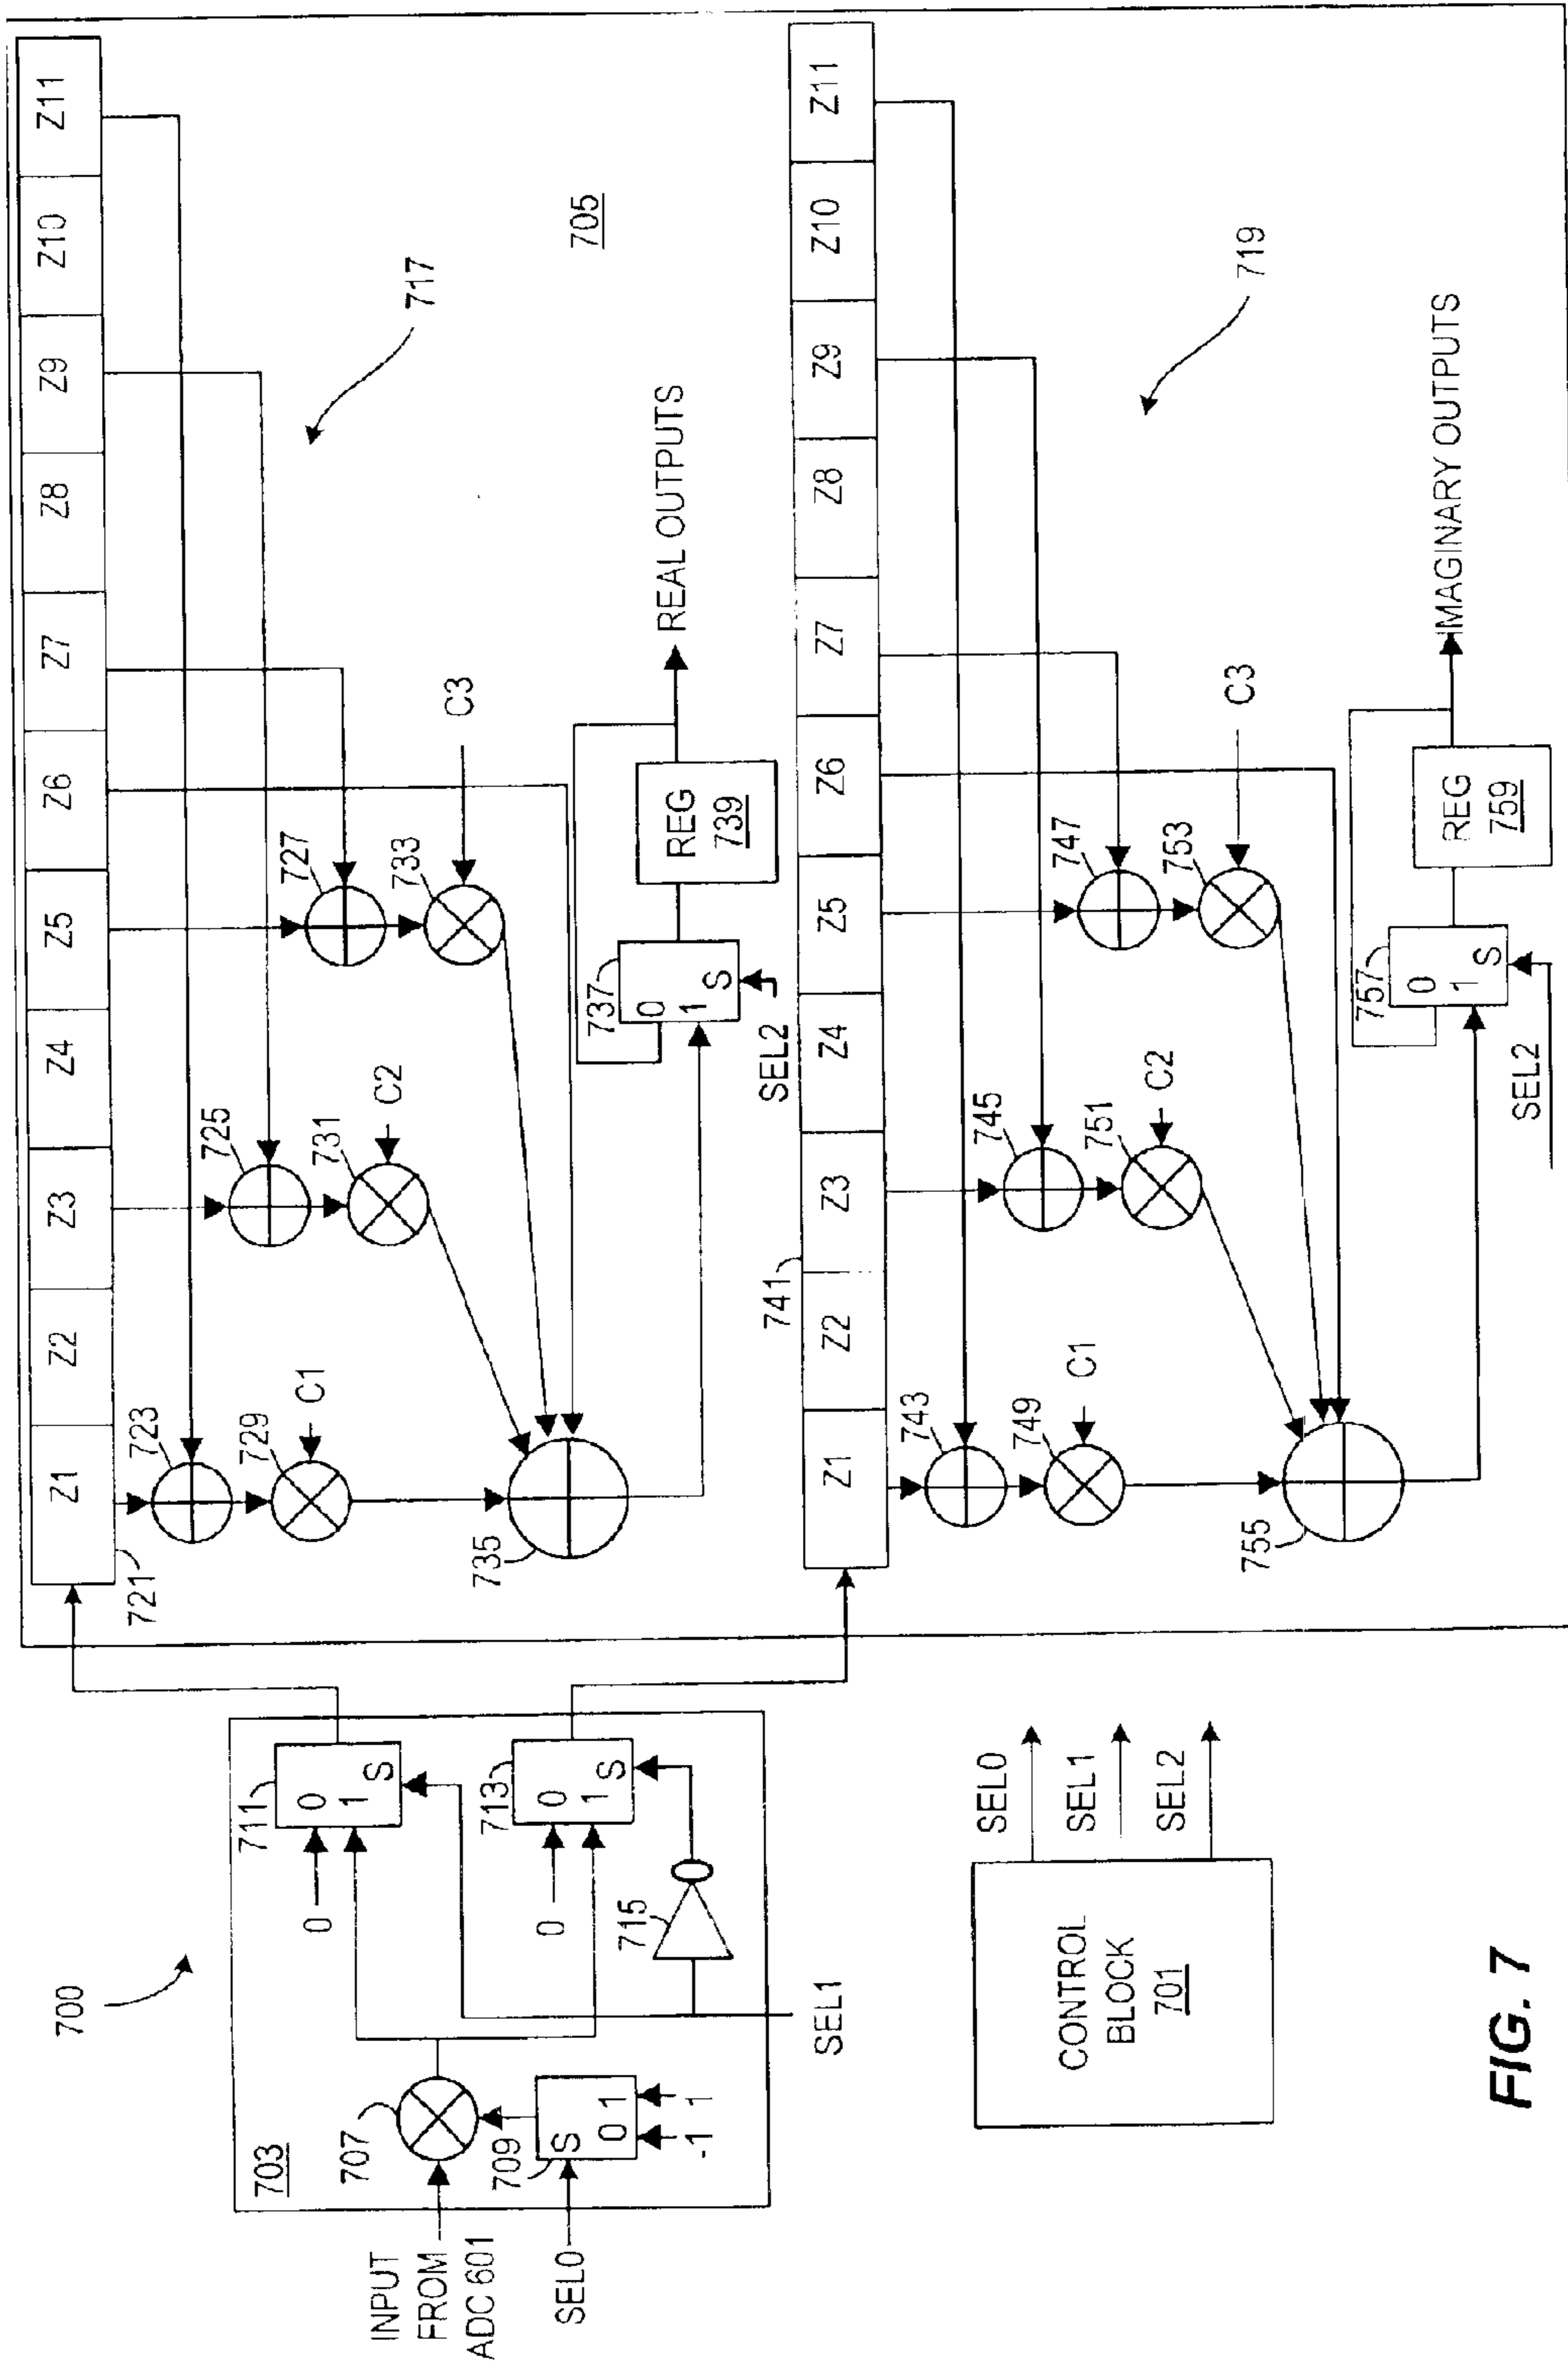 700
703
INPUT
FROM
ADC 601
707
709
S
0 1
-1 1
SEL0
711
0
0
1
S
713
0
0
1
S
715
SEL1
CONTROL
BLOCK
701
SEL0
SEL1
SEL2
705
717
721
Z1 Z2 Z3 Z4 Z5 Z6 Z7 Z8 Z9 Z10 Z11
723
725
727
729
C1
731
C2
733
C3
735
737
0
1
S
SEL2
REG
739
REAL OUTPUTS
719
741
Z1 Z2 Z3 Z4 Z5 Z6 Z7 Z8 Z9 Z10 Z11
743
745
747
749
C1
751
C2
753
C3
755
757
0
1
S
SEL2
REG
759
IMAGINARY OUTPUTS
FIG. 7